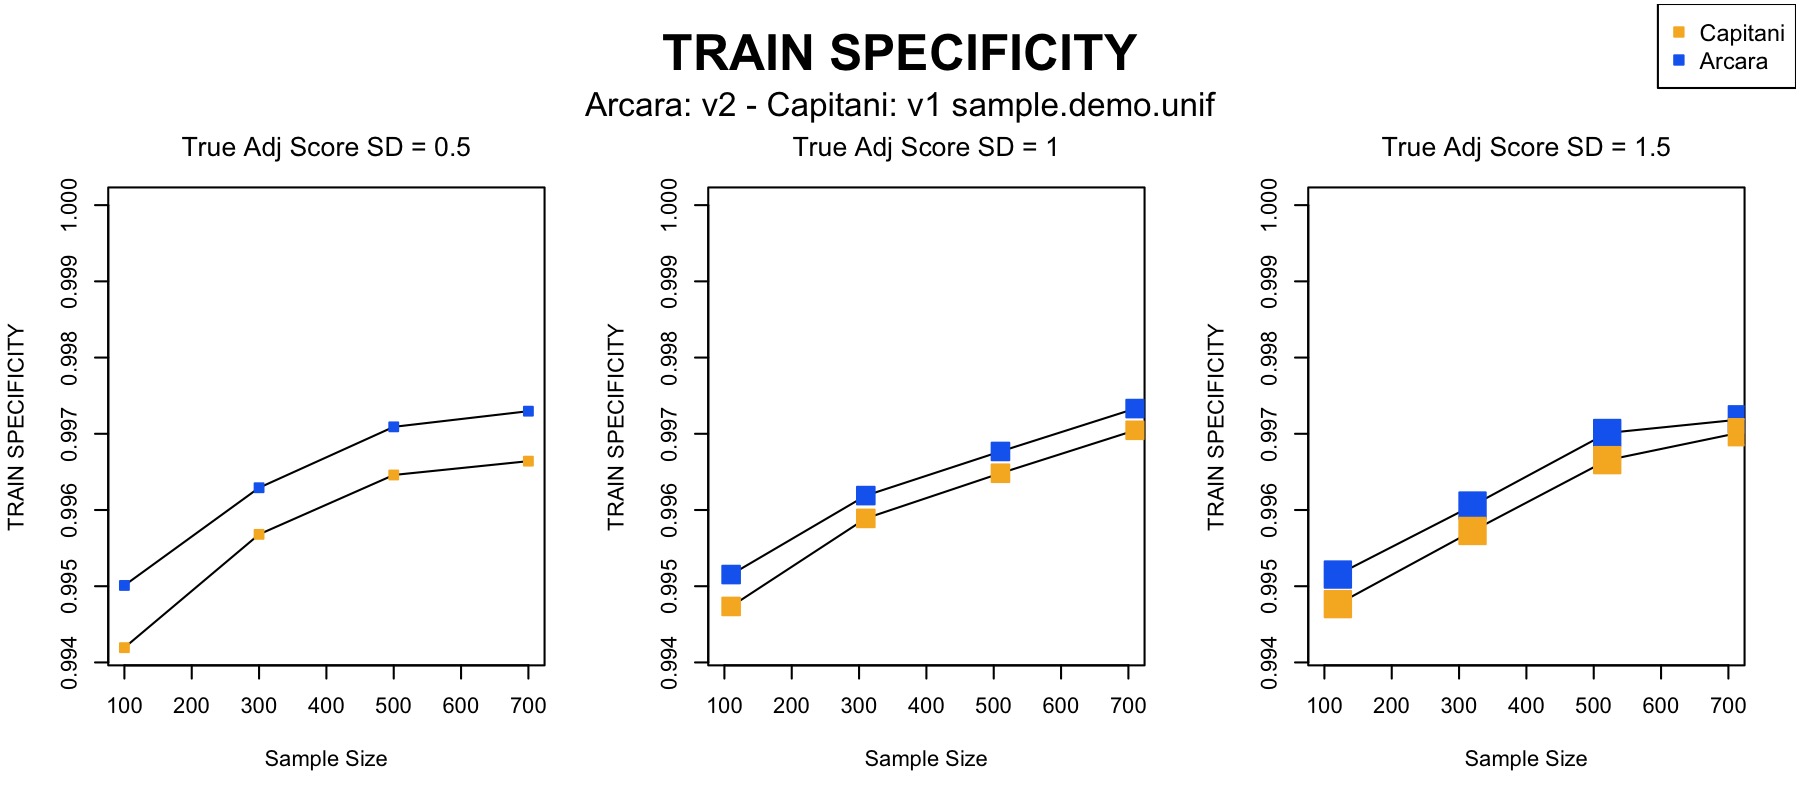 TRAIN SPECIFICITY
Arcara: v2 - Capitani: v1 sample.demo.unif
Capitani
Arcara
True Adj Score SD = 0.5
TRAIN SPECIFICITY
1.000
0.999
0.998
0.997
0.996
0.995
0.994
100 200 300 400 500 600 700
Sample Size
True Adj Score SD = 1
TRAIN SPECIFICITY
1.000
0.999
0.998
0.997
0.996
0.995
0.994
100 200 300 400 500 600 700
Sample Size
True Adj Score SD = 1.5
TRAIN SPECIFICITY
1.000
0.999
0.998
0.997
0.996
0.995
0.994
100 200 300 400 500 600 700
Sample Size